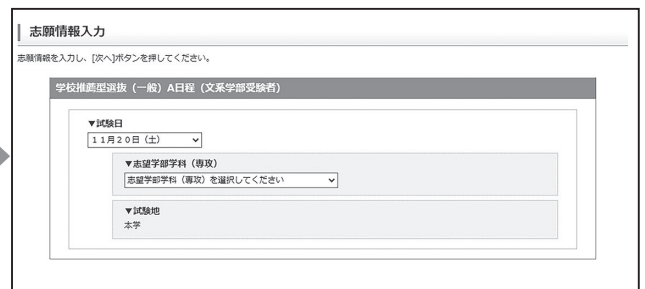 志願情報入力
志願情報を入力し、[次へ]ボタンを押してください。
学校推薦型選抜（一般）A日程（文系学部受験者）
▼試験日
11月20日（土）
▼志望学部学科（専攻）
志望学部学科（専攻）を選択してください
▼試験地
本学